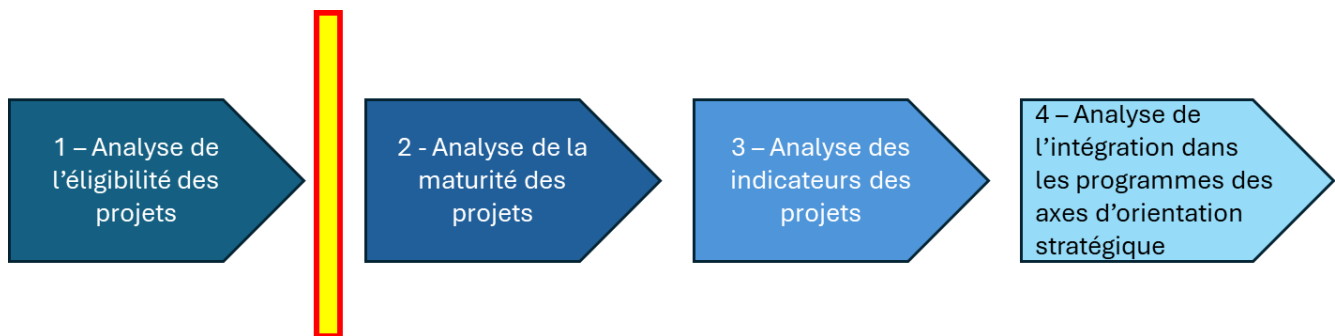 1 – Analyse de
l’éligibilité des
projets
2 - Analyse de la
maturité des
projets
3 – Analyse des
indicateurs des
projets
4 – Analyse de
l’intégration dans
les programmes des
axes d’orientation
stratégique